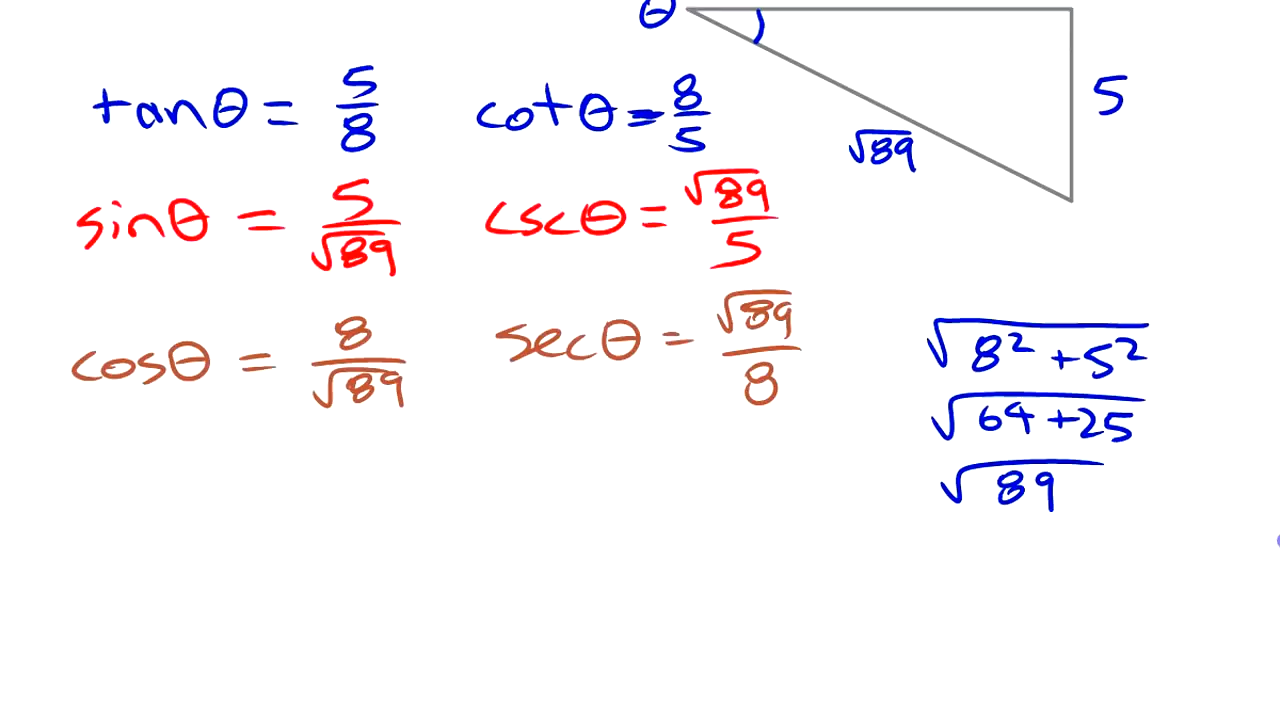 θ
tanθ = 5/8 cotθ = 8/5
5
√89
sinθ = 5/√89 cscθ = √89/5
cosθ = 8/√89 secθ = √89/8
√8² + 5²
√64 + 25
√89